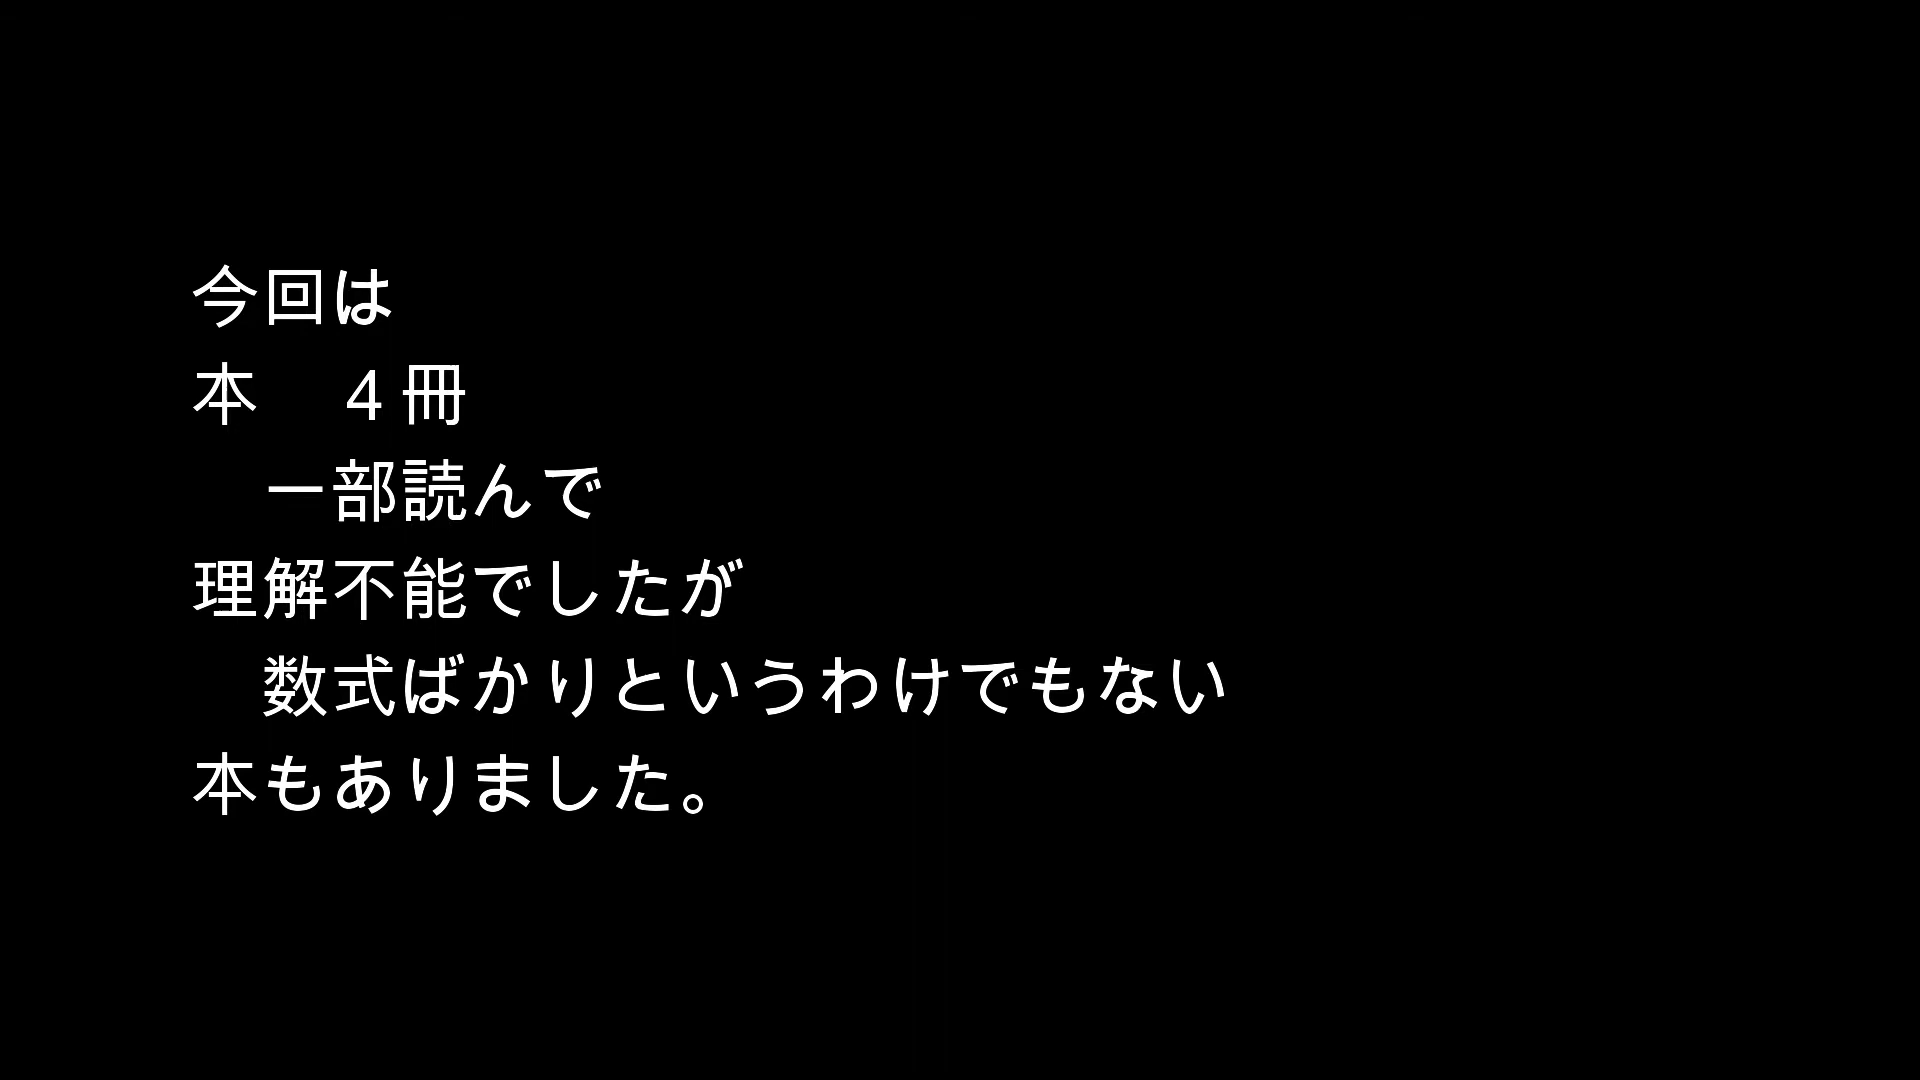 今回は
本　４冊
　一部読んで
理解不能でしたが
　数式ばかりというわけでもない
本もありました。